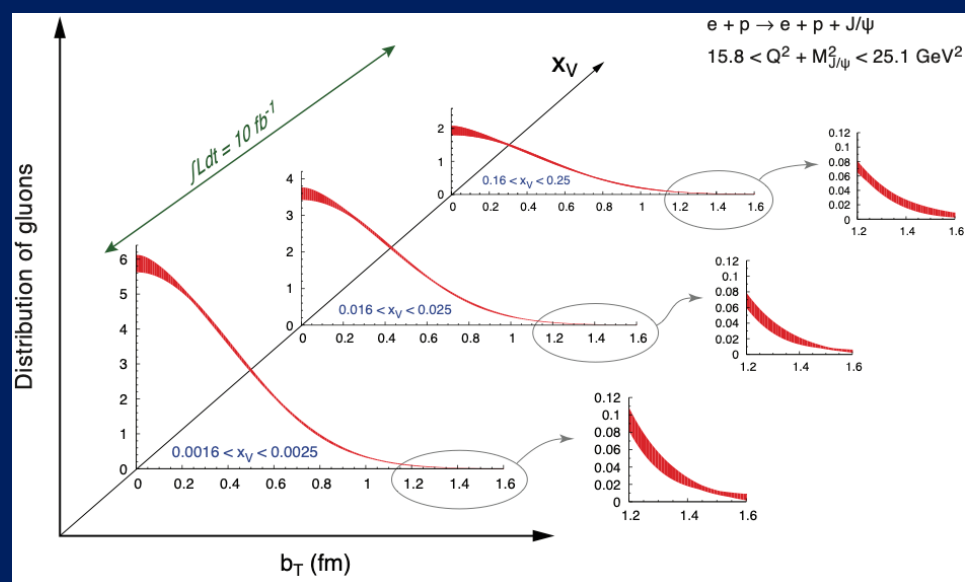 e + p → e + p + J/ψ
15.8 < Q² + M²J/ψ < 25.1 GeV²
∫Ldt = 10 fb⁻¹
xV
Distribution of gluons
2
1
0
0.16 < xV < 0.25
0 0.2 0.4 0.6 0.8 1 1.2 1.4 1.6
0.12
0.1
0.08
0.06
0.04
0.02
0
1.2 1.4 1.6
4
3
2
1
0
0.016 < xV < 0.025
0 0.2 0.4 0.6 0.8 1 1.2 1.4 1.6
0.12
0.1
0.08
0.06
0.04
0.02
0
1.2 1.4 1.6
6
5
4
3
2
1
0
0.0016 < xV < 0.0025
0 0.2 0.4 0.6 0.8 1 1.2 1.4 1.6
0.12
0.1
0.08
0.06
0.04
0.02
0
1.2 1.4 1.6
bT (fm)